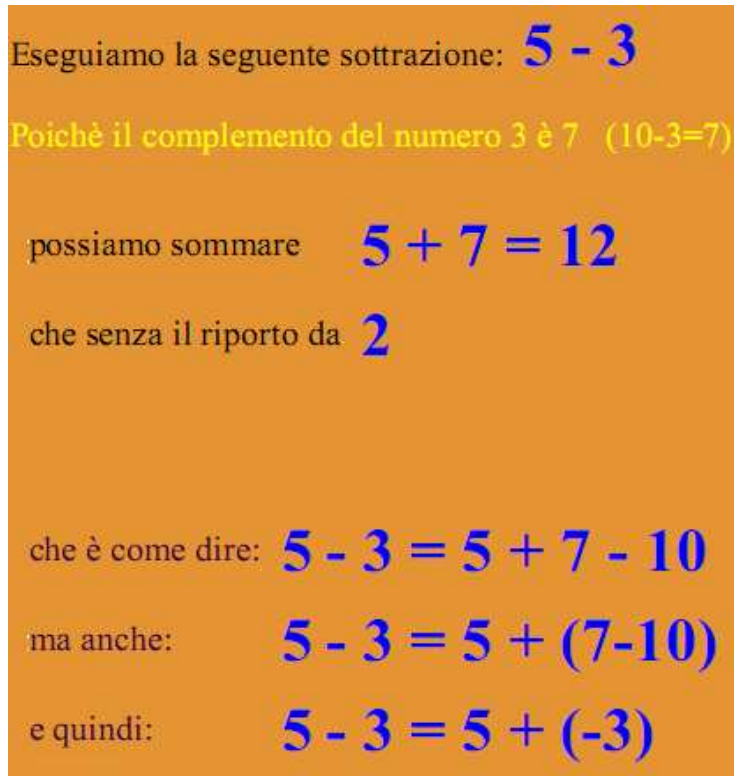 Eseguiamo la seguente sottrazione: 5 - 3
Poichè il complemento del numero 3 è 7 (10-3=7)
possiamo sommare 5 + 7 = 12
che senza il riporto da 2
che è come dire: 5 - 3 = 5 + 7 - 10
ma anche: 5 - 3 = 5 + (7-10)
e quindi: 5 - 3 = 5 + (-3)